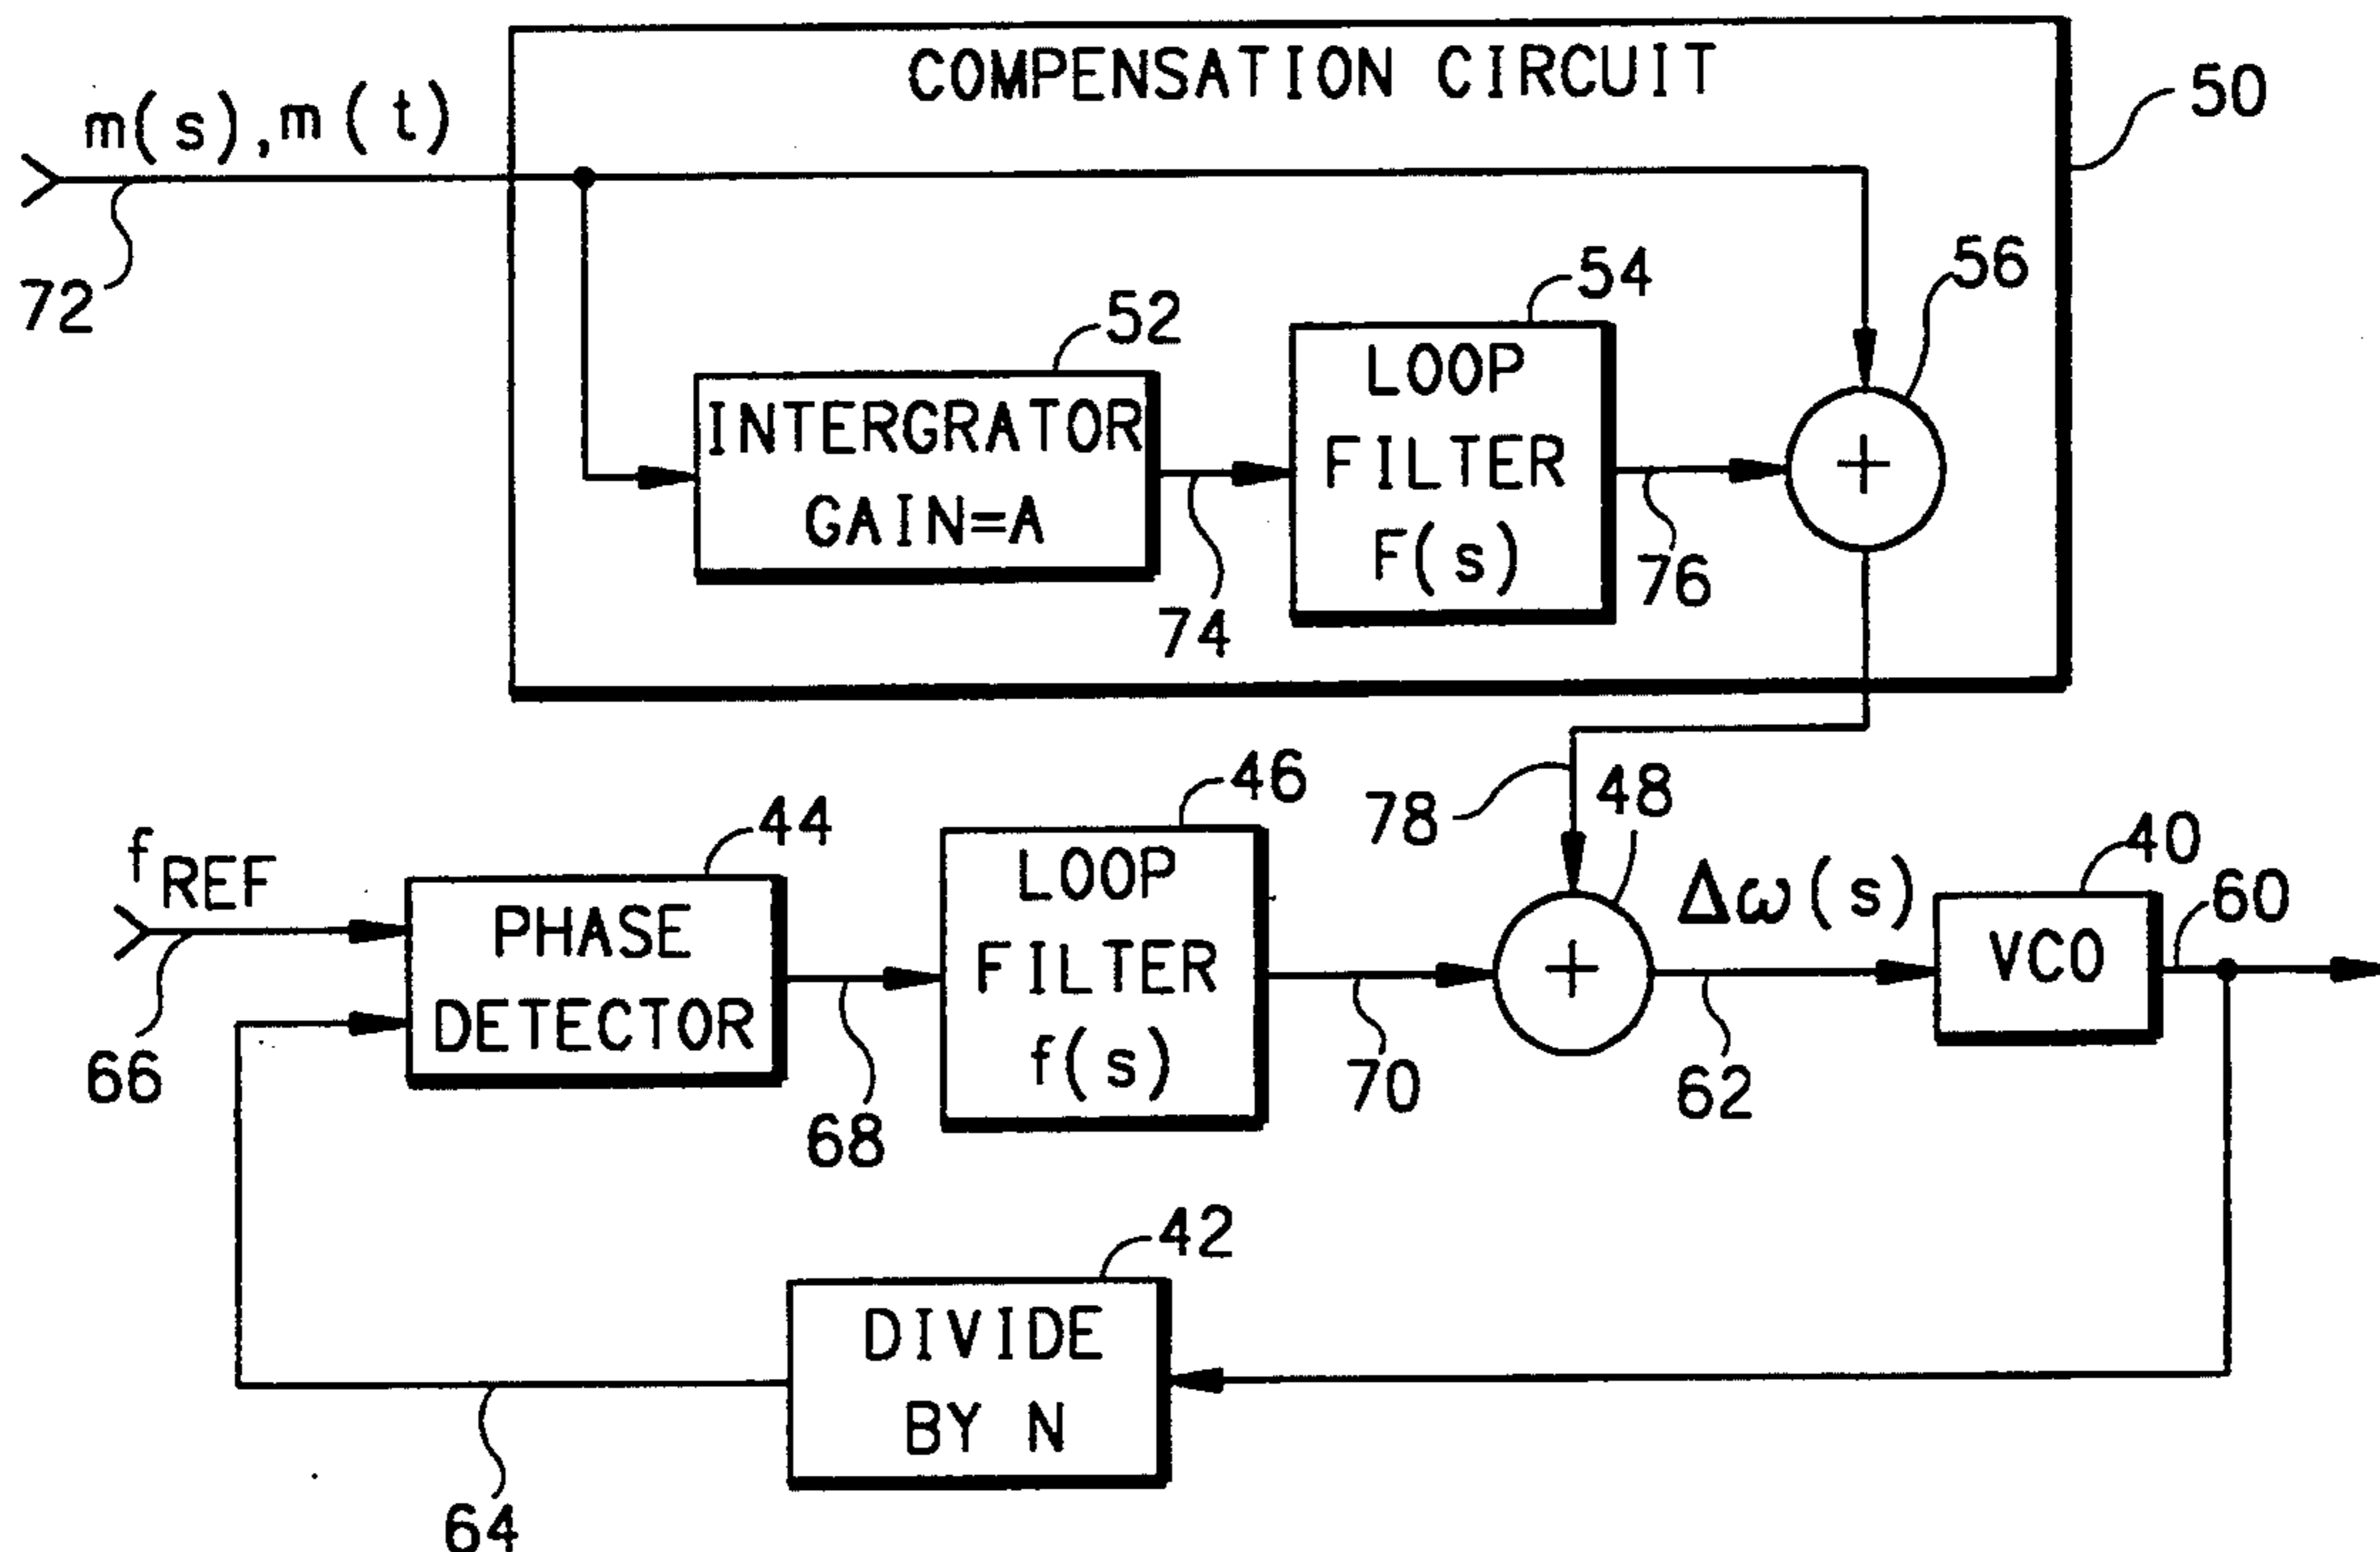 COMPENSATION CIRCUIT
50
m(s),m(t)
72
52
INTERGRATOR
GAIN=A
74
54
LOOP
FILTER
F(s)
76
56
+
78
48
+
fREF
66
44
PHASE
DETECTOR
68
46
LOOP
FILTER
f(s)
70
Δω(s)
62
40
VCO
60
42
DIVIDE
BY N
64